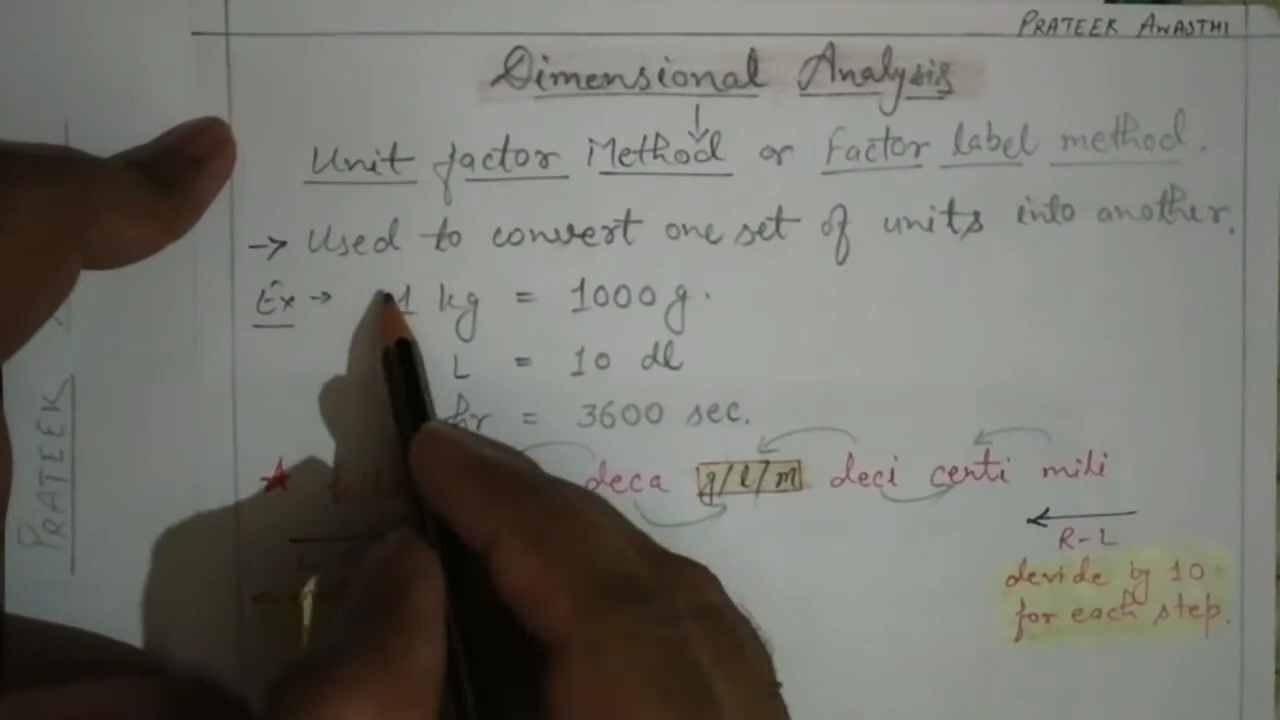 PRATEEK AWASTHI
Dimensional Analysis
Unit factor Method or Factor label method.
→ Used to convert one set of units into another.
Ex → 1 kg = 1000 g.
L = 10 dl
hr = 3600 sec.
deca g/l/m deci centi mili
R-L
devide by 10
for each step.
PRATEEK